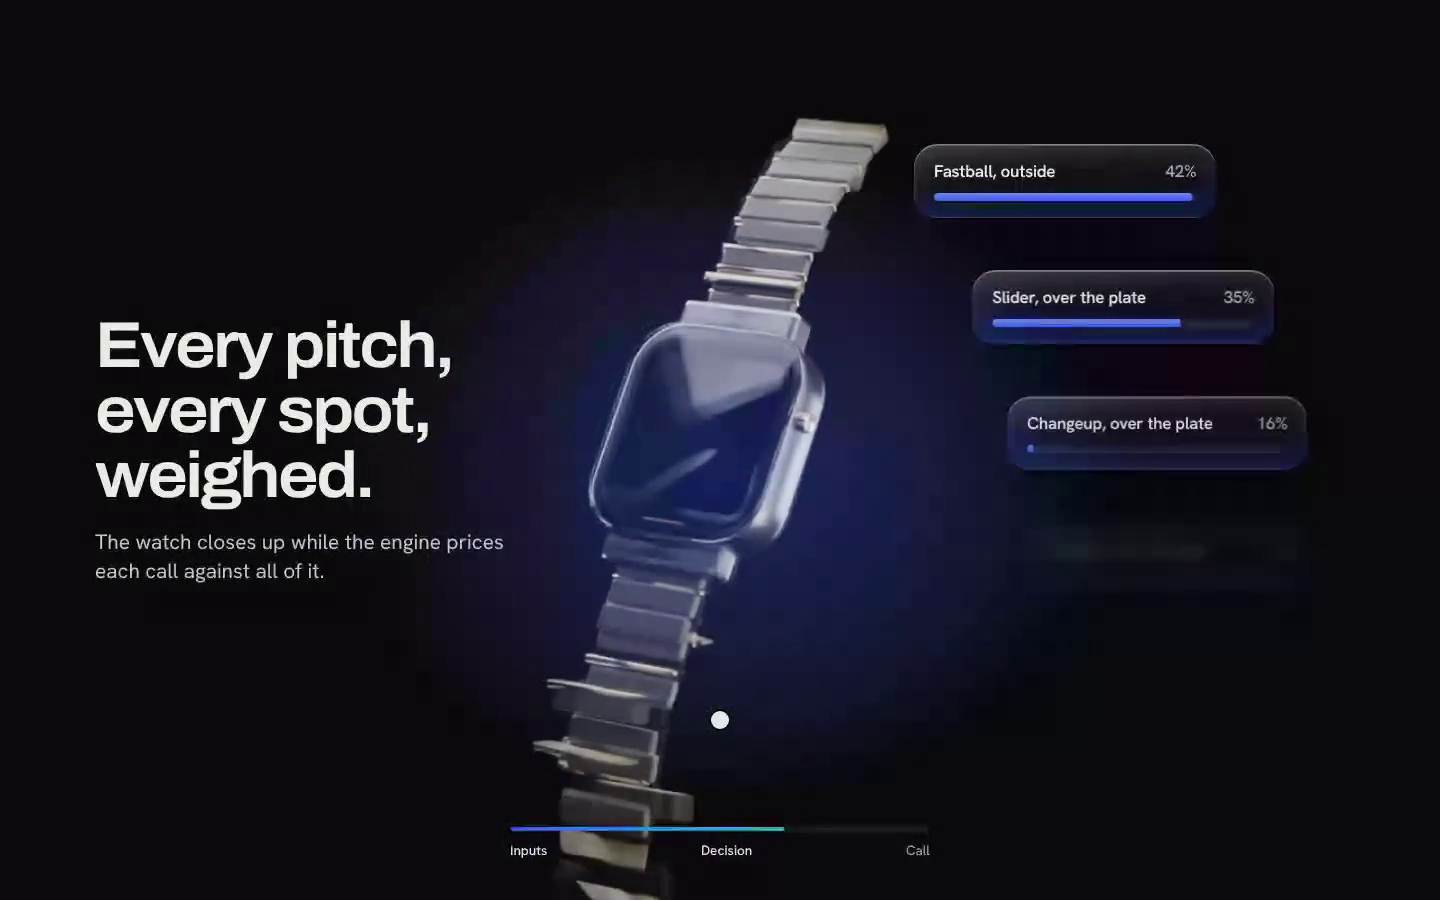 Every pitch,
every spot,
weighed.
The watch closes up while the engine prices
each call against all of it.
Fastball, outside 42%
Slider, over the plate 35%
Changeup, over the plate 16%
Inputs Decision Call